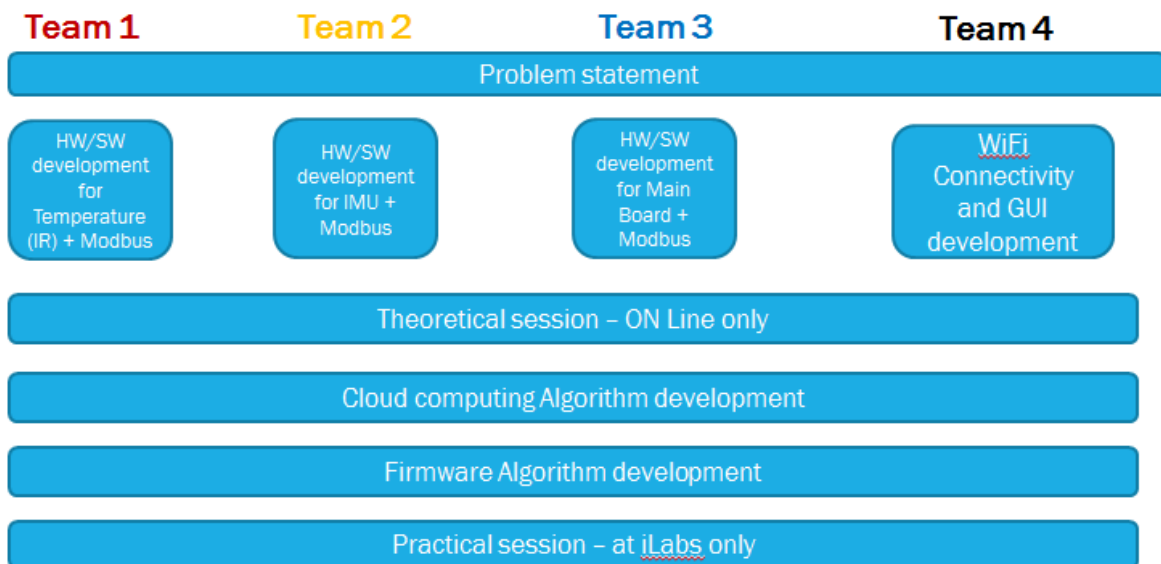 Team 1
Team 2
Team 3
Team 4
Problem statement
HW/SW
development
for
Temperature
(IR) + Modbus
HW/SW
development
for IMU +
Modbus
HW/SW
development
for Main
Board +
Modbus
WiFi
Connectivity
and GUI
development
Theoretical session – ON Line only
Cloud computing Algorithm development
Firmware Algorithm development
Practical session – at iLabs only